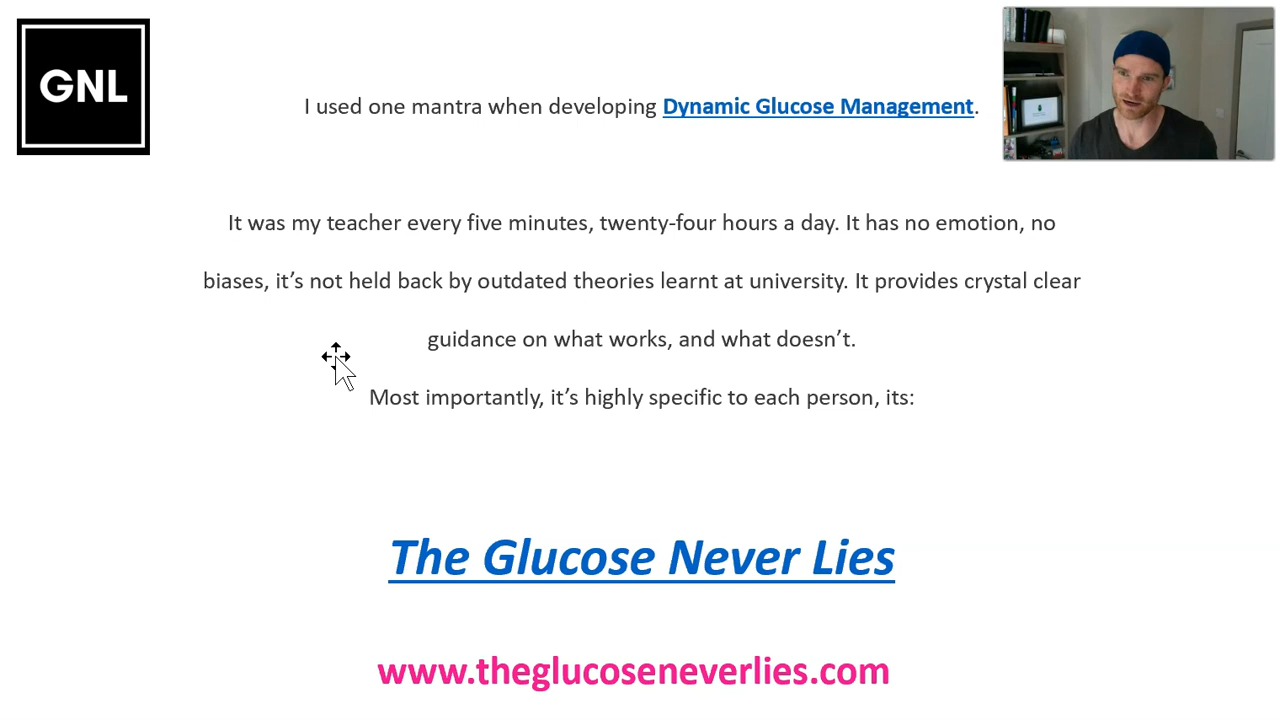 GNL
I used one mantra when developing Dynamic Glucose Management.
It was my teacher every five minutes, twenty-four hours a day. It has no emotion, no
biases, it’s not held back by outdated theories learnt at university. It provides crystal clear
guidance on what works, and what doesn’t.
Most importantly, it’s highly specific to each person, its:
The Glucose Never Lies
www.theglucoseneverlies.com